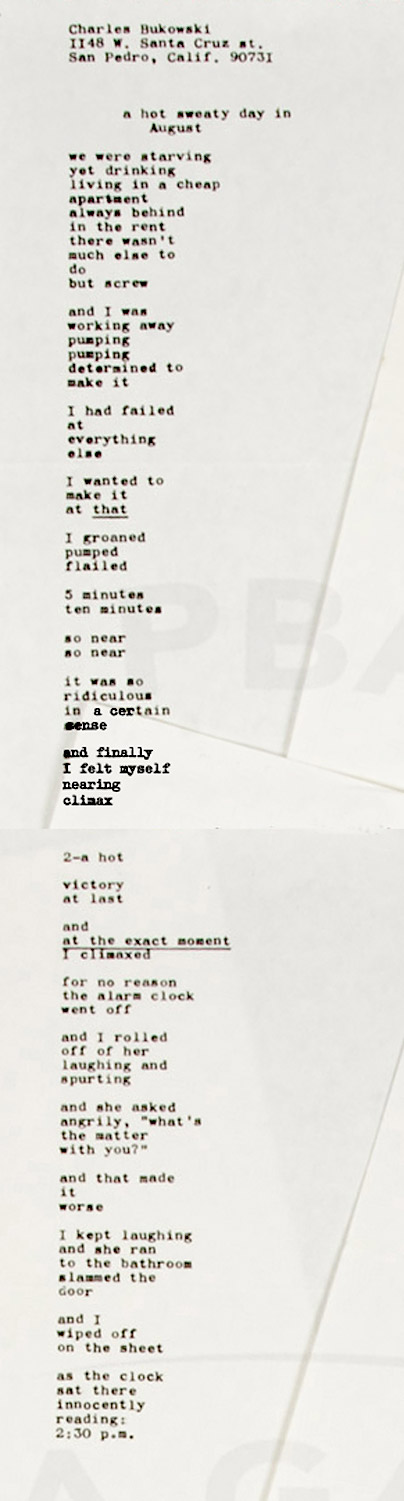 Charles Bukowski
II48 W. Santa Cruz st.
San Pedro, Calif. 9073I
a hot sweaty day in
August
we were starving
yet drinking
living in a cheap
apartment
always behind
in the rent
there wasn't
much else to
do
but screw
and I was
working away
pumping
pumping
determined to
make it
I had failed
at
everything
else
I wanted to
make it
at that
I groaned
pumped
flailed
5 minutes
ten minutes
so near
so near
it was so
ridiculous
in a certain
sense
and finally
I felt myself
nearing
climax
2-a hot
victory
at last
and
at the exact moment
I climaxed
for no reason
the alarm clock
went off
and I rolled
off of her
laughing and
spurting
and she asked
angrily, "what's
the matter
with you?"
and that made
it
worse
I kept laughing
and she ran
to the bathroom
slammed the
door
and I
wiped off
on the sheet
as the clock
sat there
innocently
reading:
2:30 p.m.